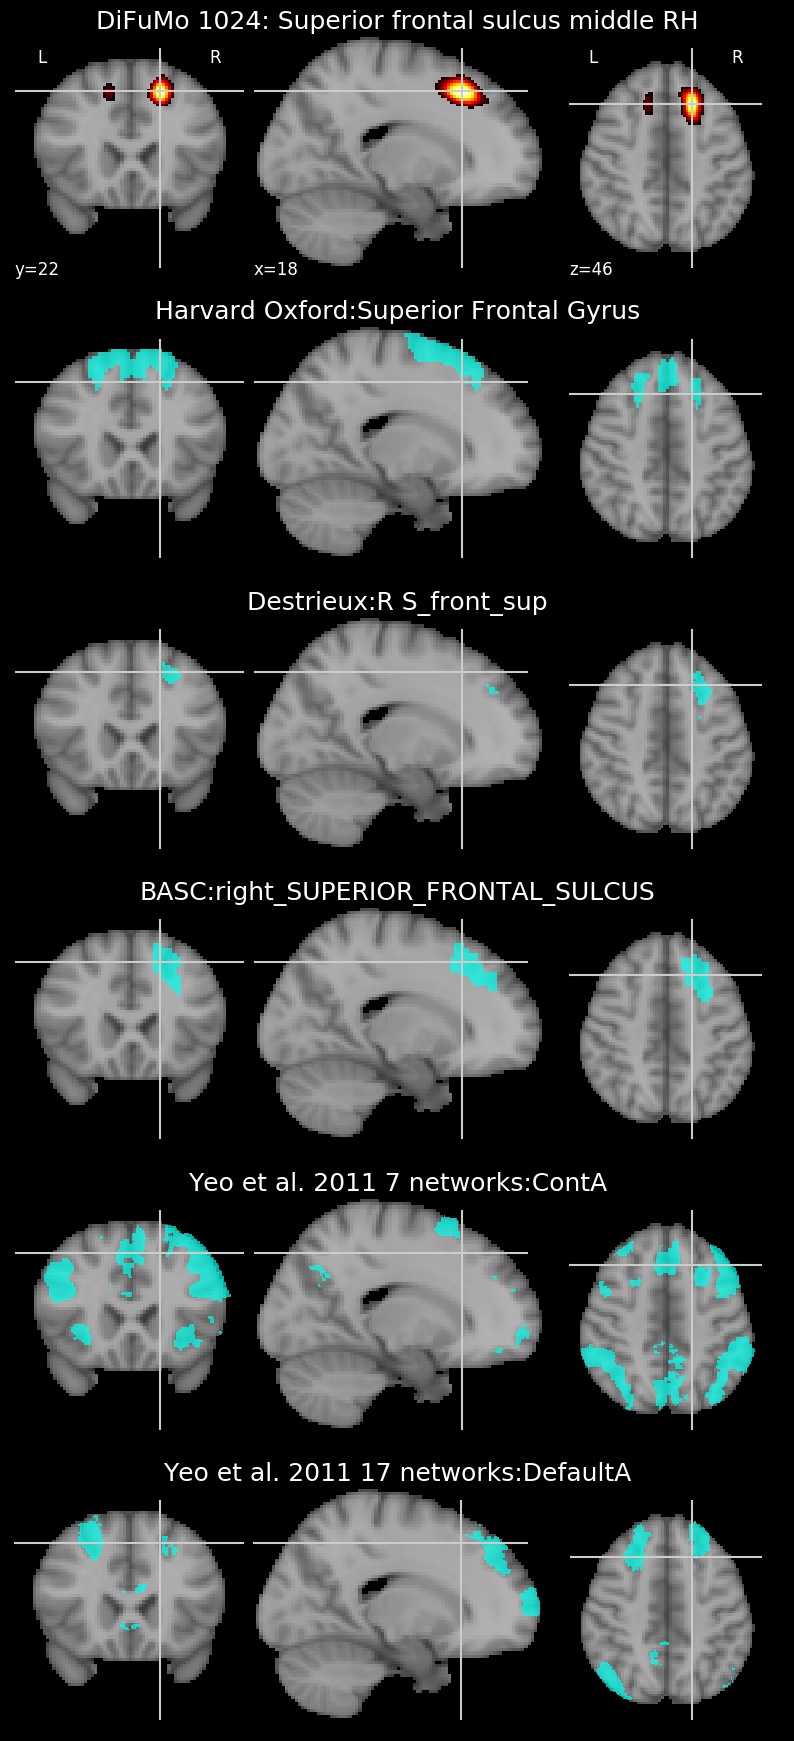 DiFuMo 1024: Superior frontal sulcus middle RH
L R L R
y=22 x=18 z=46
Harvard Oxford:Superior Frontal Gyrus
Destrieux:R S_front_sup
BASC:right_SUPERIOR_FRONTAL_SULCUS
Yeo et al. 2011 7 networks:ContA
Yeo et al. 2011 17 networks:DefaultA